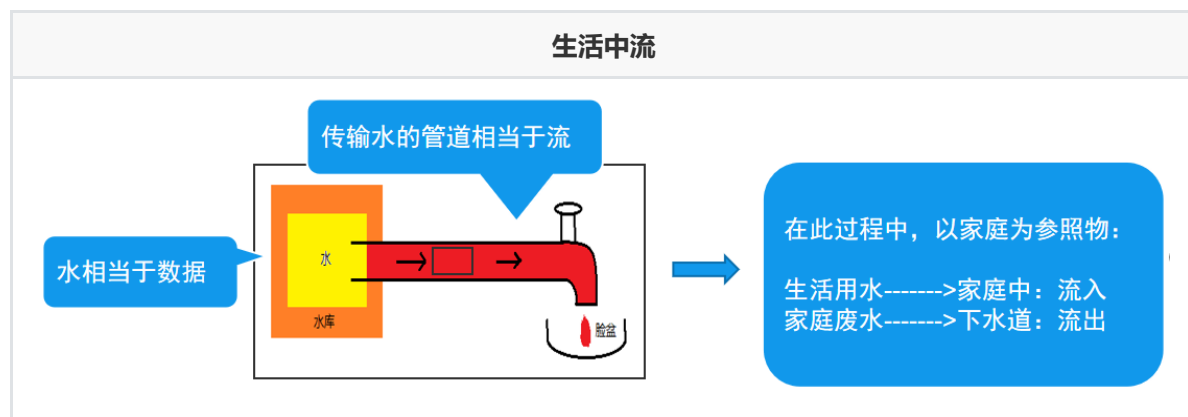 生活中流
传输水的管道相当于流
水相当于数据
水
水库
脸盆
在此过程中，以家庭为参照物：
生活用水------->家庭中：流入
家庭废水------->下水道：流出